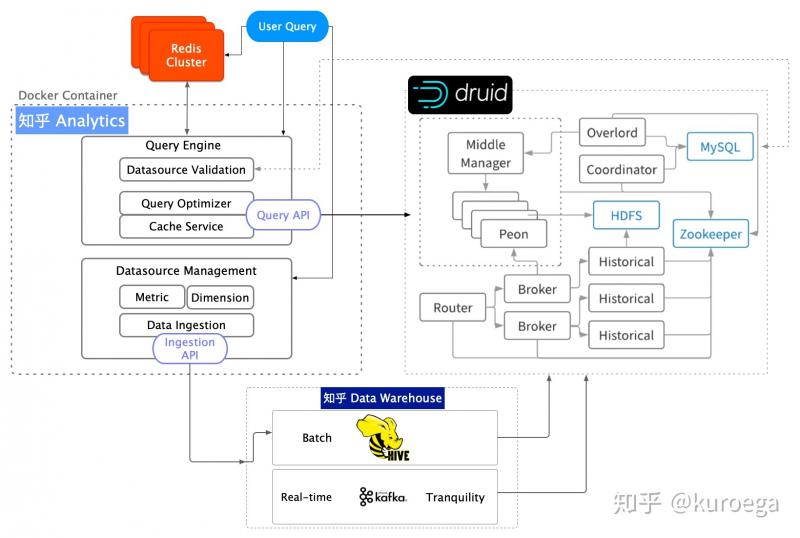 User Query
Redis
Cluster
Docker Container
知乎 Analytics
Query Engine
Datasource Validation
Query Optimizer
Cache Service
Query API
Datasource Management
Metric
Dimension
Data Ingestion
Ingestion
API
druid
Middle
Manager
Peon
Overlord
Coordinator
MySQL
HDFS
Zookeeper
Router
Broker
Broker
Historical
Historical
Historical
知乎 Data Warehouse
Batch
HIVE
Real-time
kafka
Tranquility
知乎 @kuroega